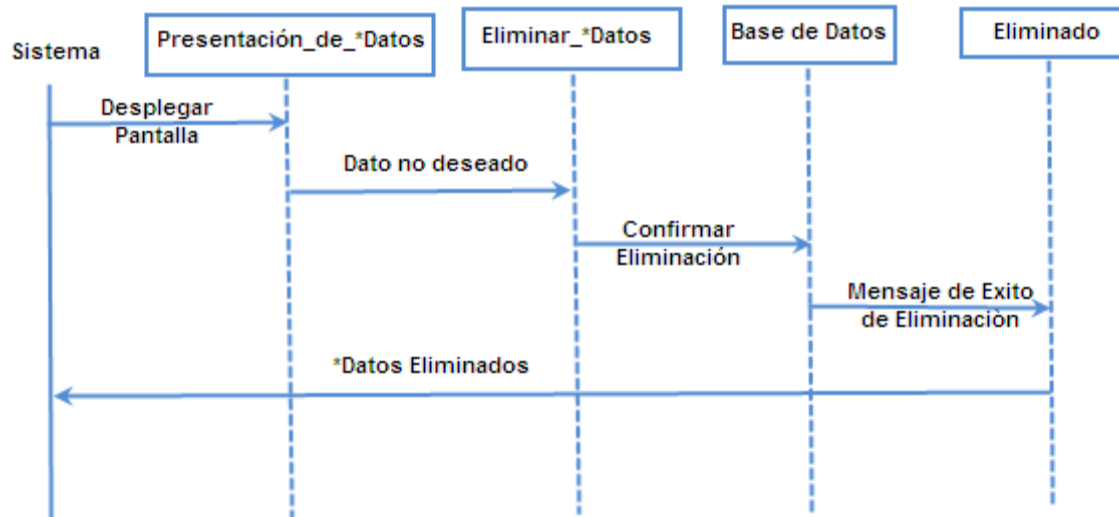 Sistema
Presentación_de_*Datos
Eliminar_*Datos
Base de Datos
Eliminado
Desplegar
Pantalla
Dato no deseado
Confirmar
Eliminación
Mensaje de Exito
de Eliminaciòn
*Datos Eliminados